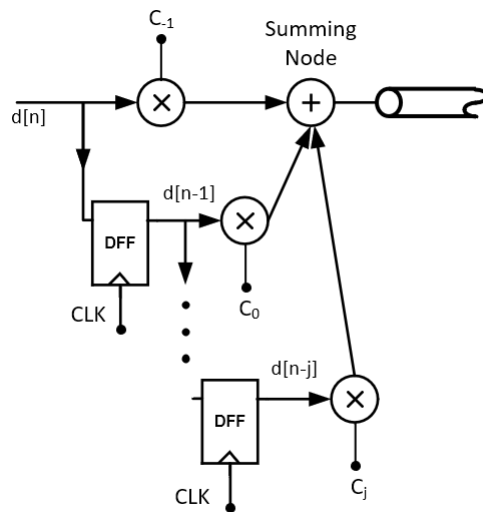 C₋₁
Summing
Node
×
+
d[n]
d[n-1]
×
DFF
CLK
C₀
d[n-j]
×
DFF
CLK
Cⱼ